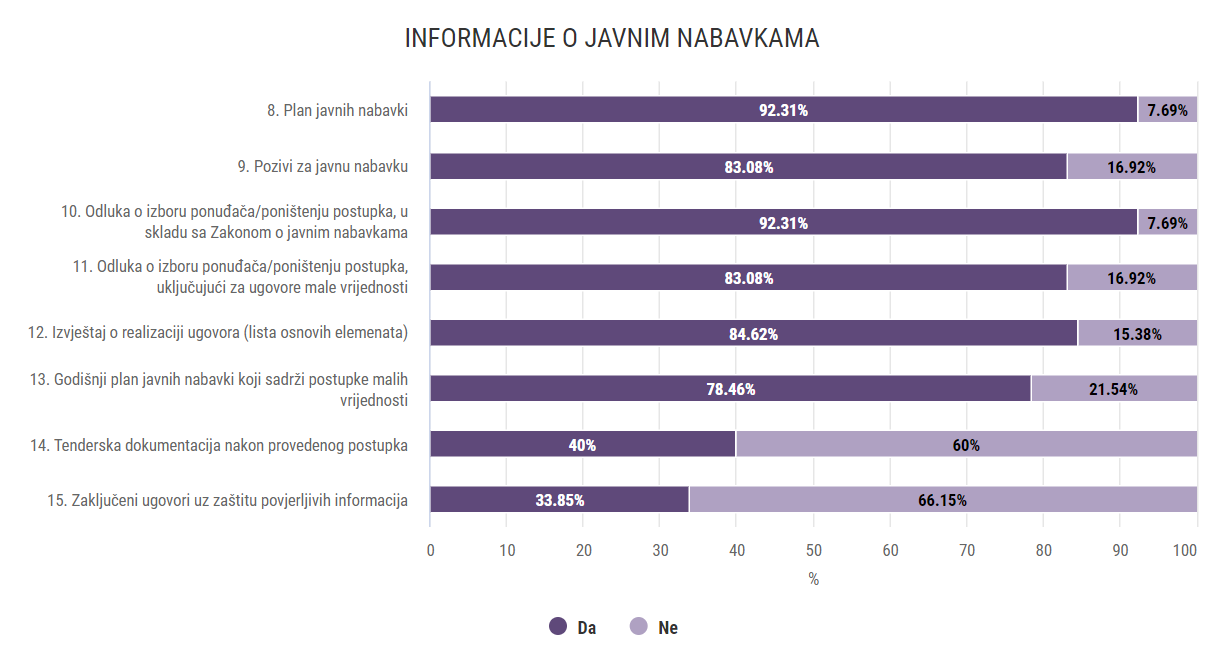 INFORMACIJE O JAVNIM NABAVKAMA
8. Plan javnih nabavki
92.31%
7.69%
9. Pozivi za javnu nabavku
83.08%
16.92%
10. Odluka o izboru ponuđača/poništenju postupka, u
skladu sa Zakonom o javnim nabavkama
92.31%
7.69%
11. Odluka o izboru ponuđača/poništenju postupka,
uključujući za ugovore male vrijednosti
83.08%
16.92%
12. Izvještaj o realizaciji ugovora (lista osnovih elemenata)
84.62%
15.38%
13. Godišnji plan javnih nabavki koji sadrži postupke malih
vrijednosti
78.46%
21.54%
14. Tenderska dokumentacija nakon provedenog postupka
40%
60%
15. Zaključeni ugovori uz zaštitu povjerljivih informacija
33.85%
66.15%
0 10 20 30 40 50 60 70 80 90 100
%
Da Ne